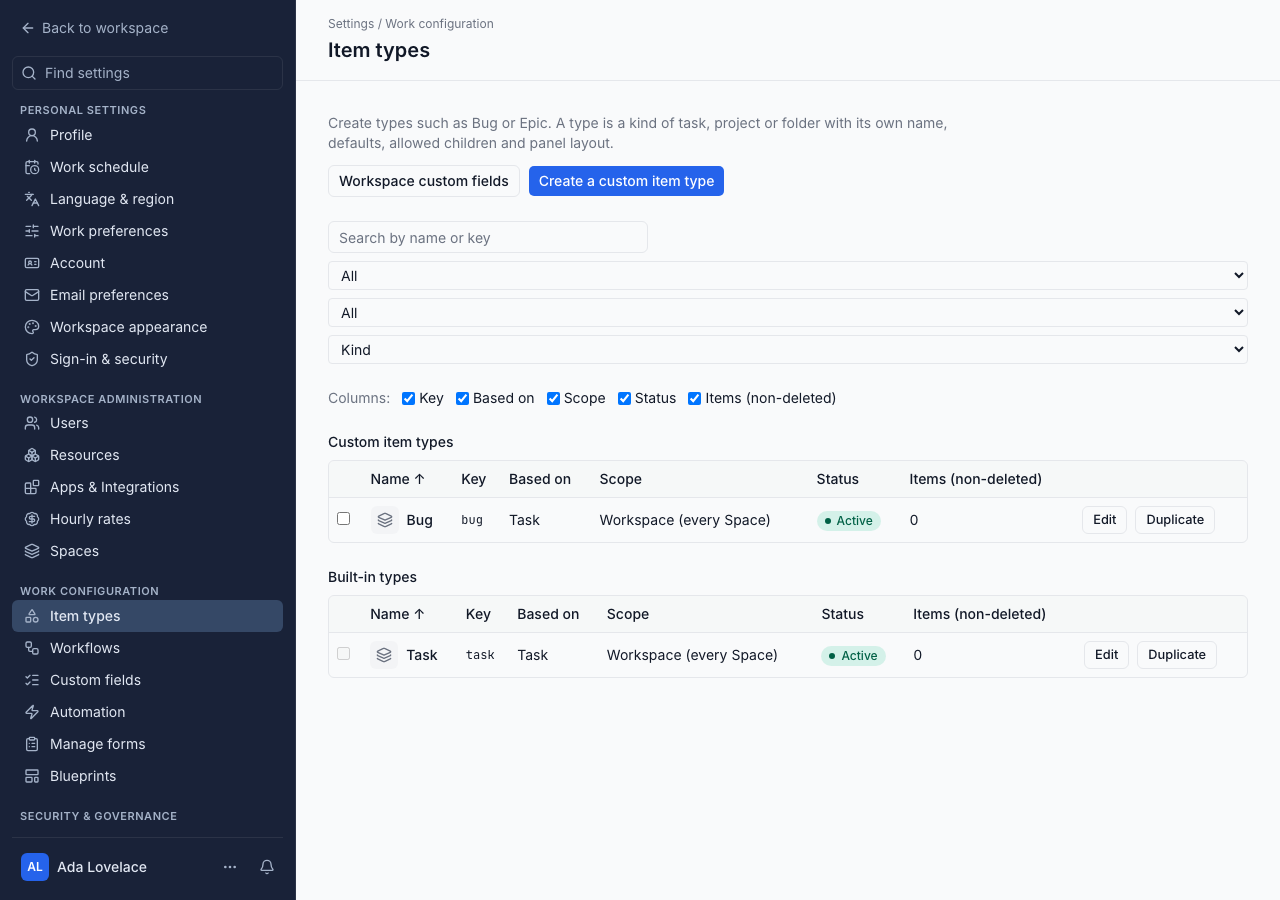 Back to workspace
Find settings
PERSONAL SETTINGS
Profile
Work schedule
Language & region
Work preferences
Account
Email preferences
Workspace appearance
Sign-in & security
WORKSPACE ADMINISTRATION
Users
Resources
Apps & Integrations
Hourly rates
Spaces
WORK CONFIGURATION
Item types
Workflows
Custom fields
Automation
Manage forms
Blueprints
SECURITY & GOVERNANCE
AL Ada Lovelace
Settings / Work configuration
Item types
Create types such as Bug or Epic. A type is a kind of task, project or folder with its own name,
defaults, allowed children and panel layout.
Workspace custom fields Create a custom item type
Search by name or key
All
All
Kind
Columns: Key Based on Scope Status Items (non-deleted)
Custom item types
Name ↑ Key Based on Scope Status Items (non-deleted)
Bug bug Task Workspace (every Space) Active 0 Edit Duplicate
Built-in types
Name ↑ Key Based on Scope Status Items (non-deleted)
Task task Task Workspace (every Space) Active 0 Edit Duplicate